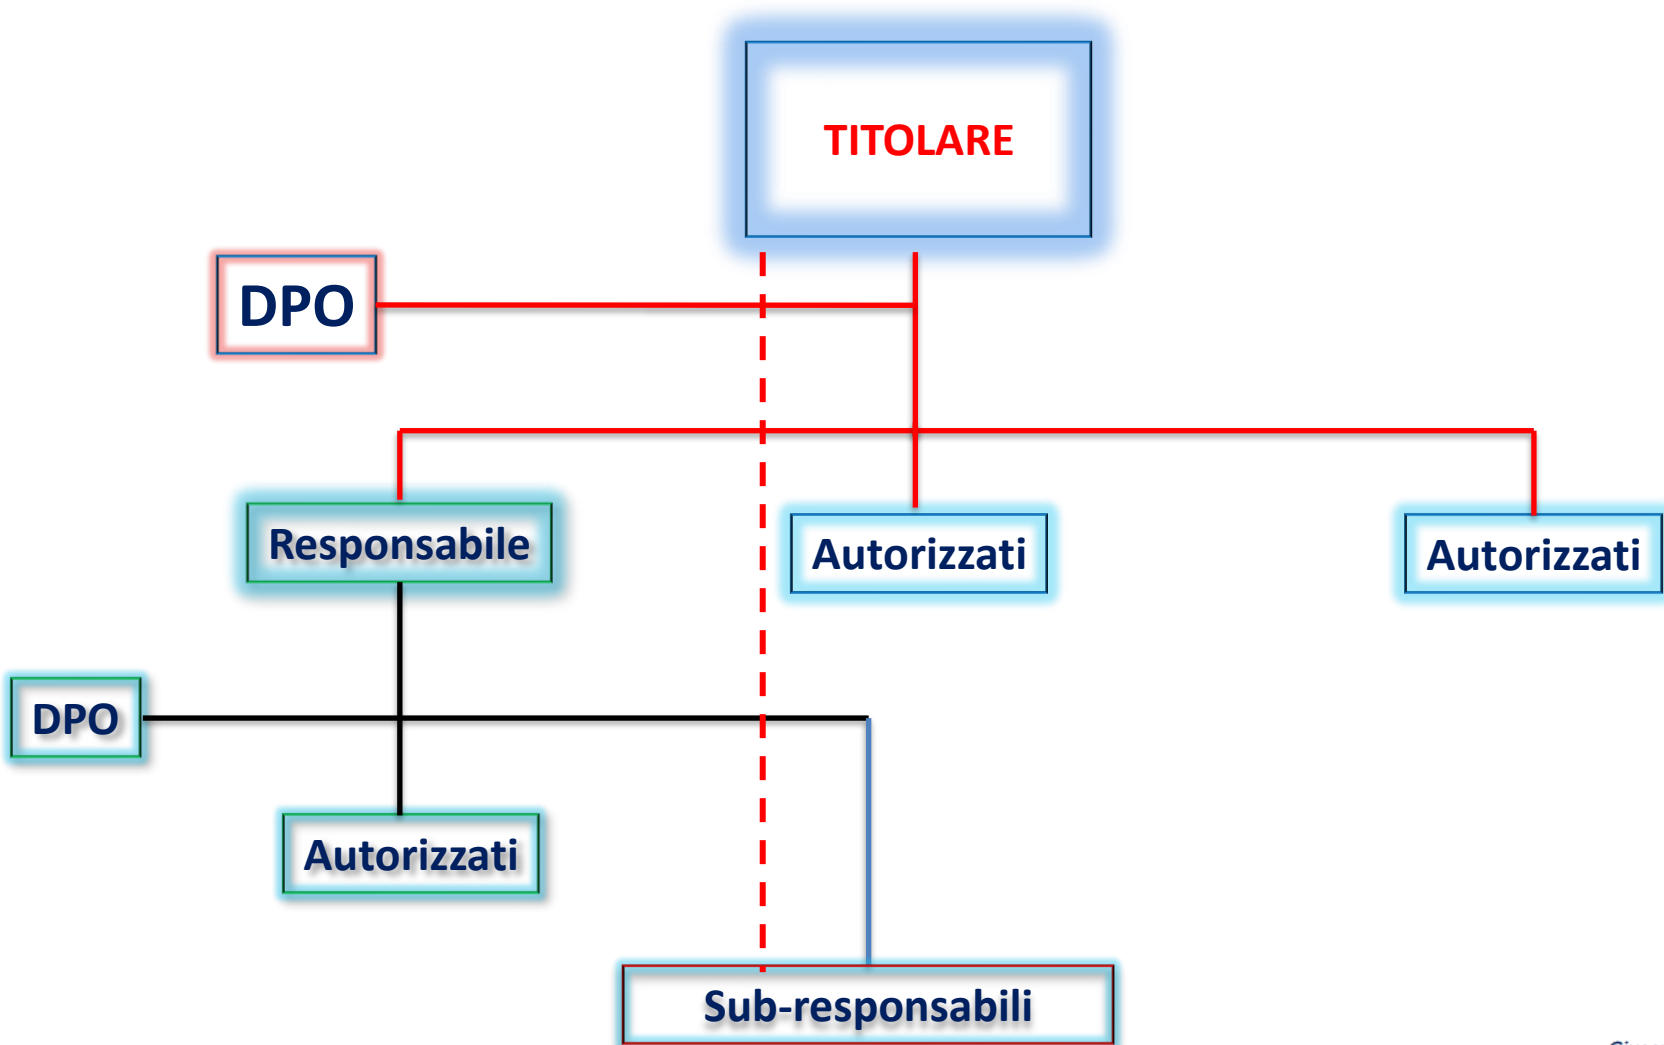 TITOLARE
DPO
Responsabile
Autorizzati
Autorizzati
DPO
Autorizzati
Sub-responsabili